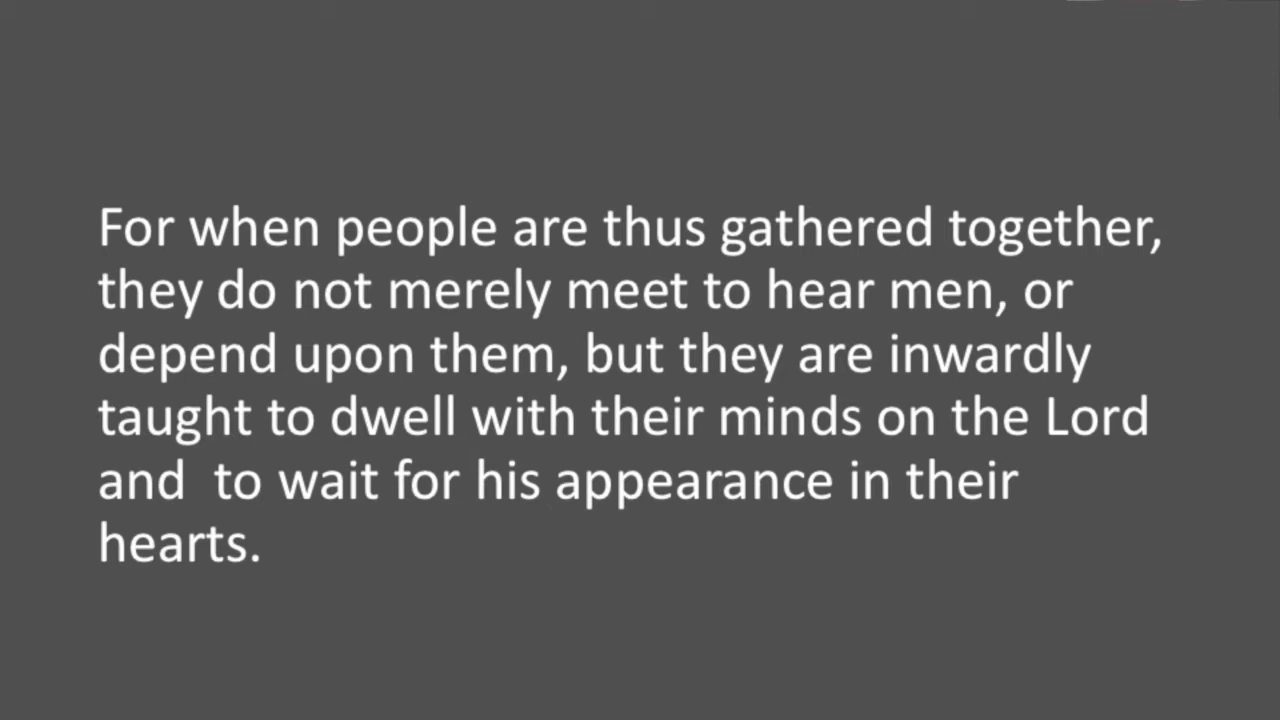 For when people are thus gathered together,
they do not merely meet to hear men, or
depend upon them, but they are inwardly
taught to dwell with their minds on the Lord
and  to wait for his appearance in their
hearts.